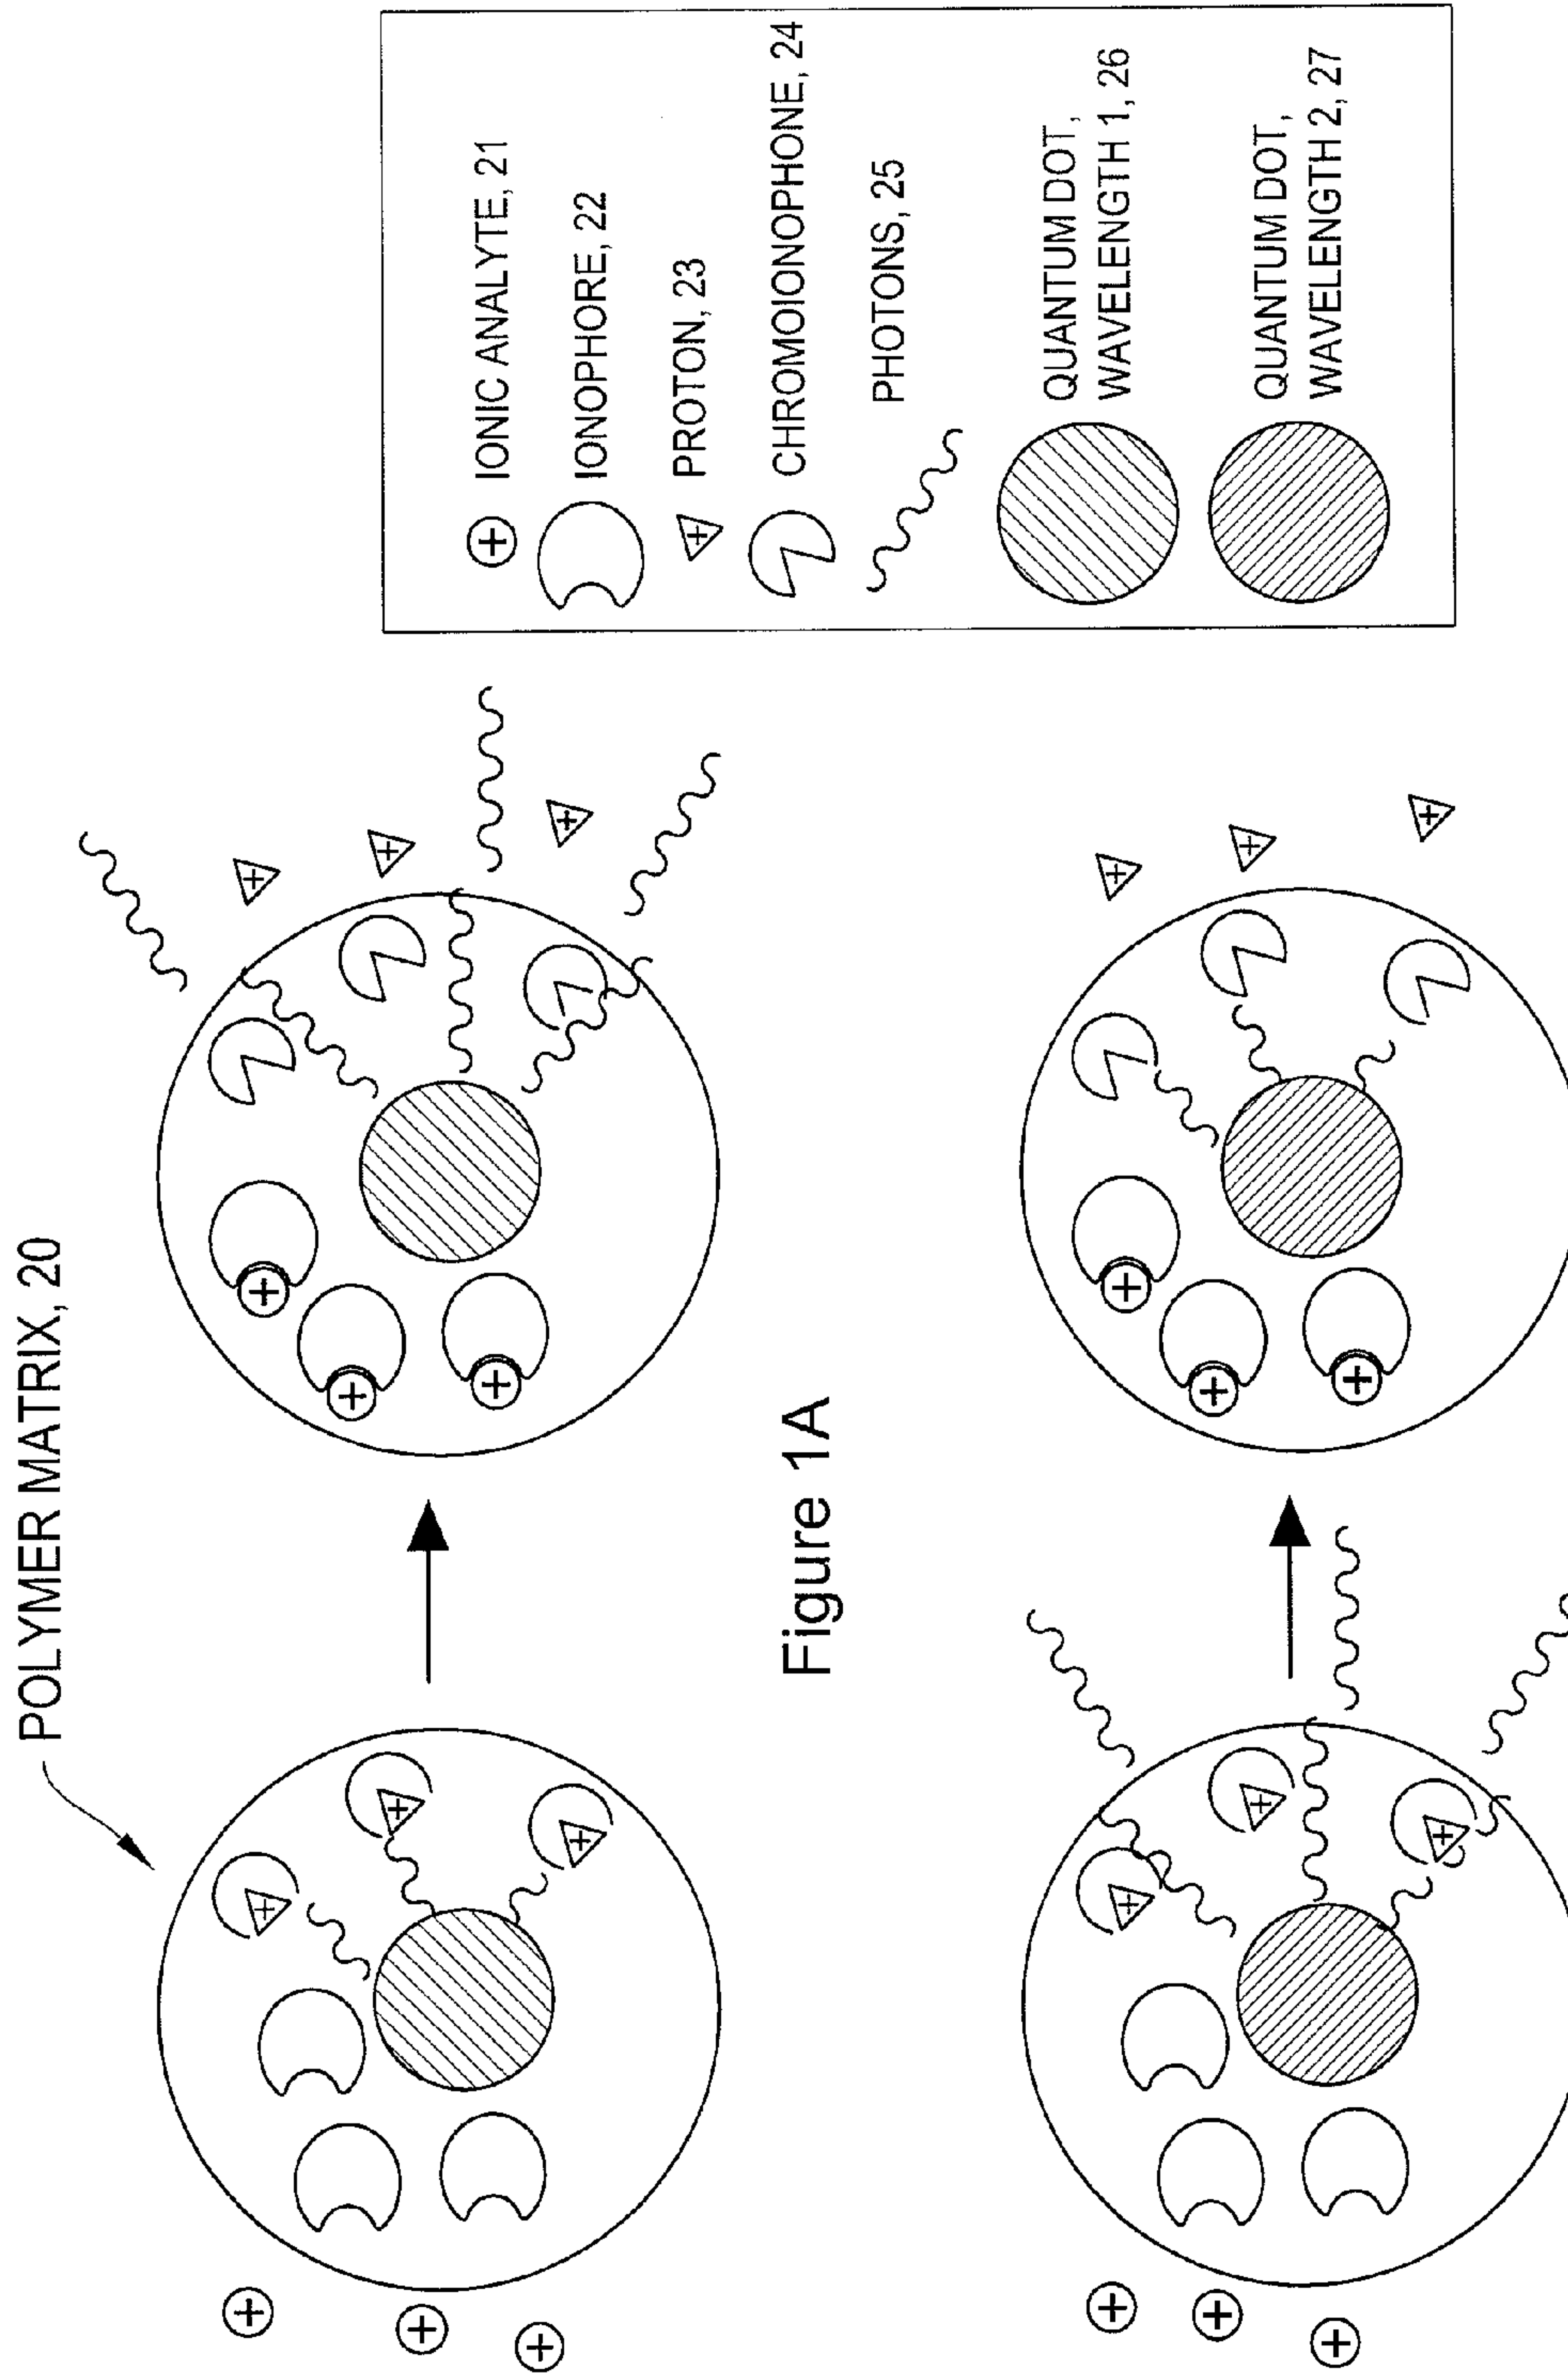 POLYMER MATRIX, 20
Figure 1A
IONIC ANALYTE, 21
IONOPHORE, 22
PROTON, 23
CHROMOIONOPHONE, 24
PHOTONS, 25
QUANTUM DOT,
WAVELENGTH 1, 26
QUANTUM DOT,
WAVELENGTH 2, 27